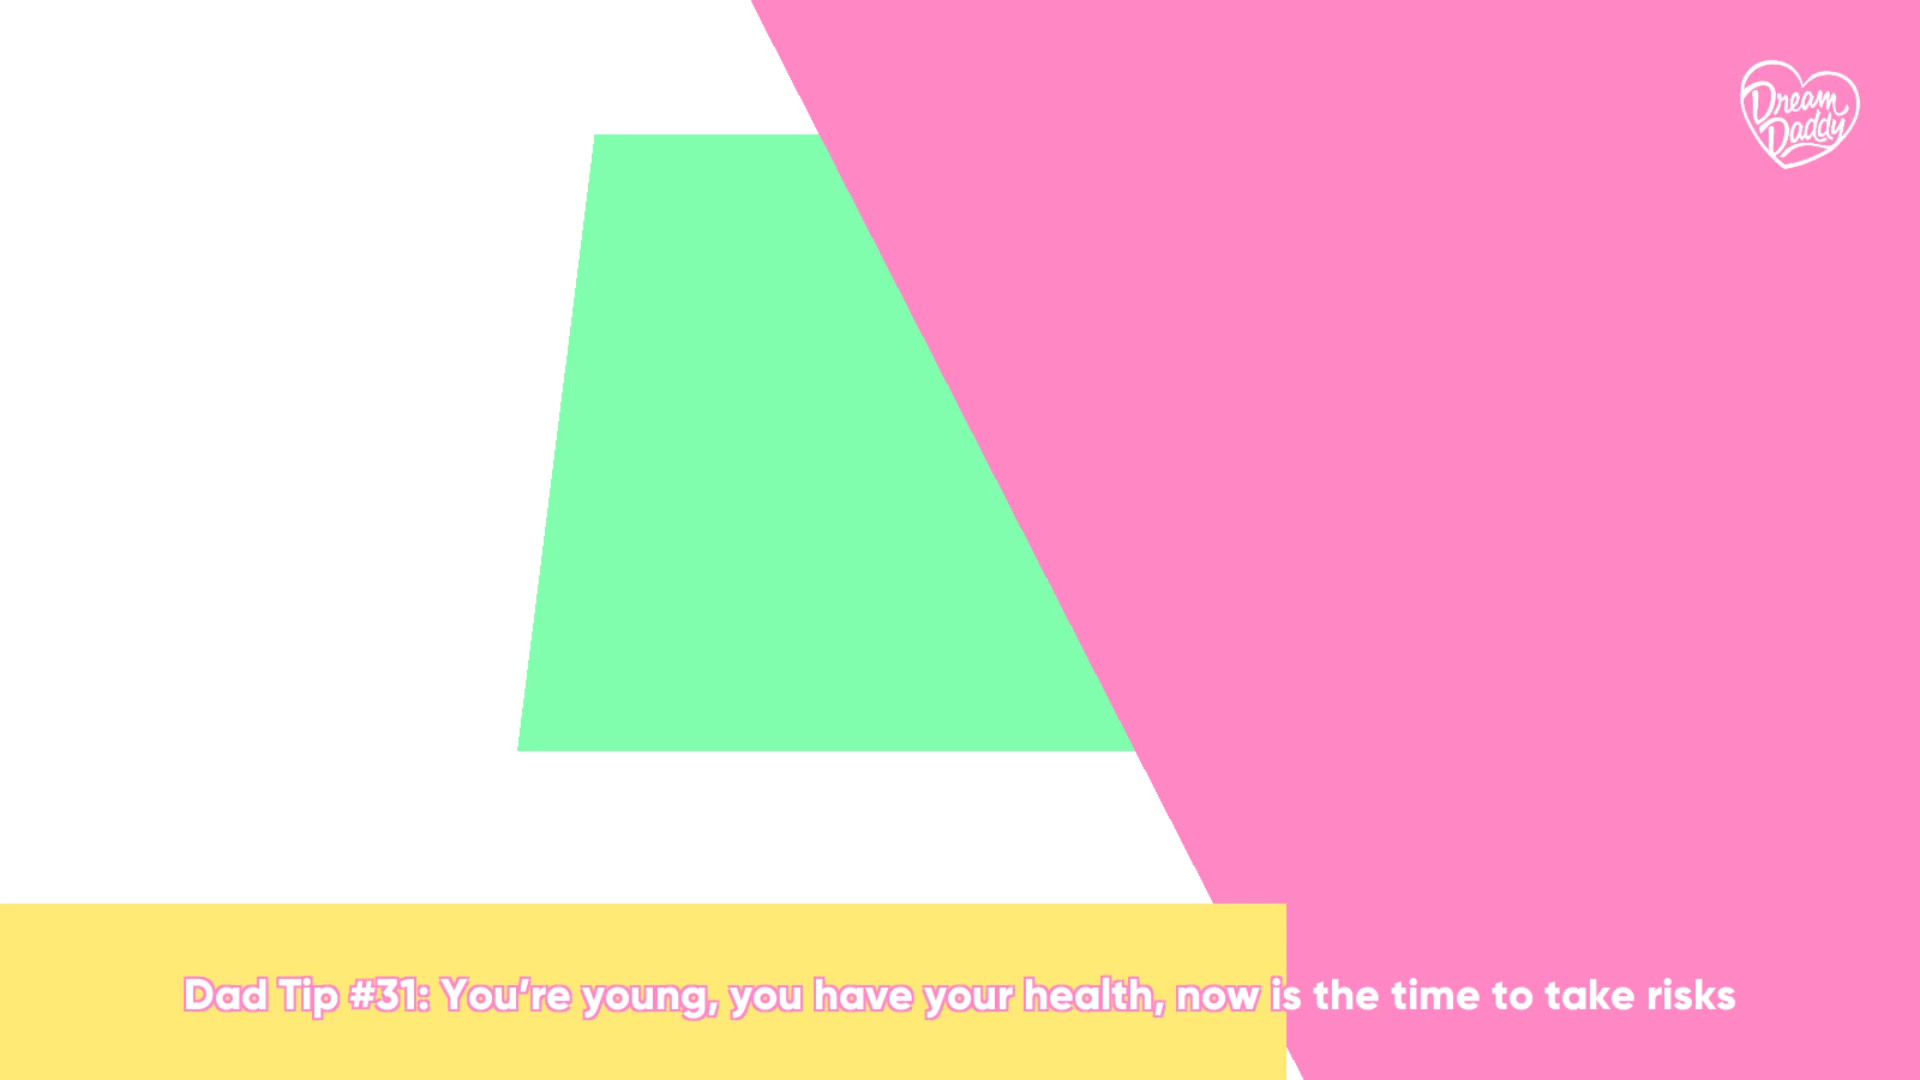 Dream
Daddy
Dad Tip #31: You're young, you have your health, now is the time to take risks